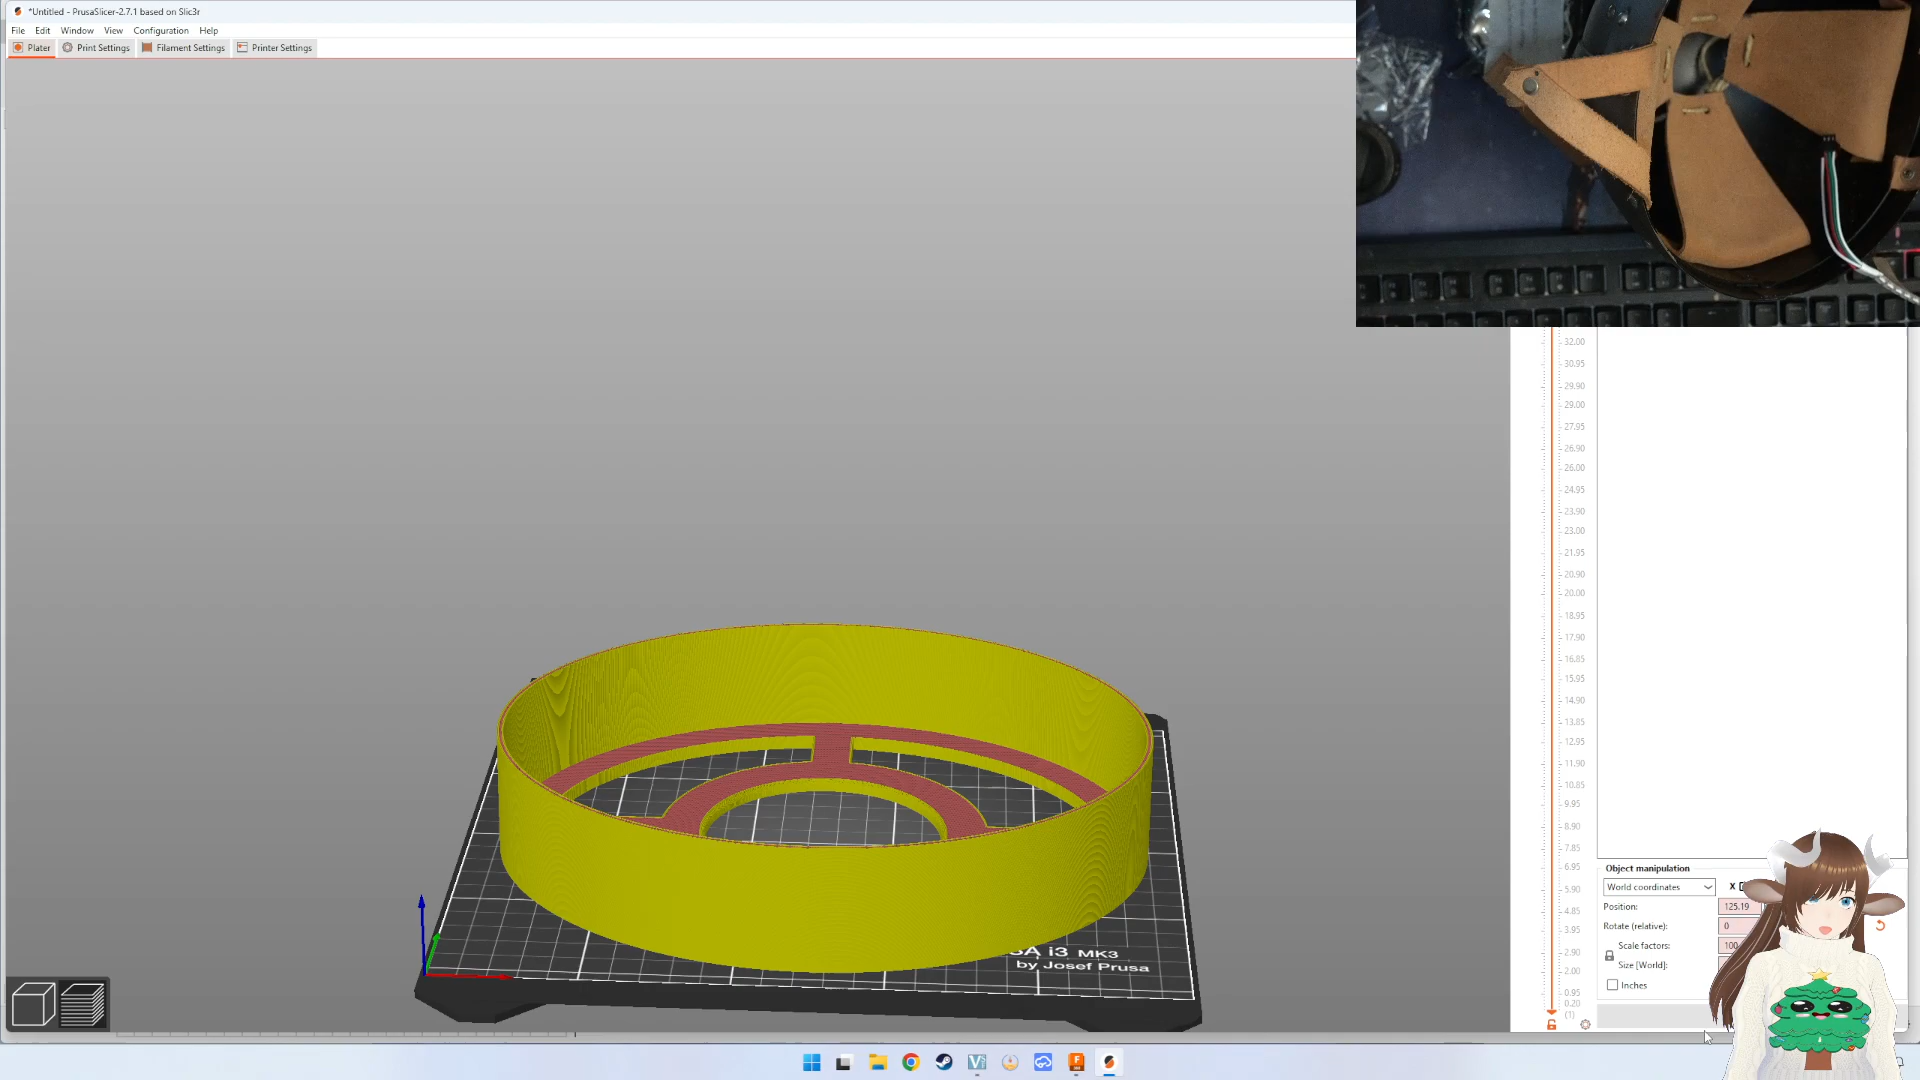 *Untitled - PrusaSlicer-2.7.1 based on Slic3r
File Edit Window View Configuration Help
Plater Print Settings Filament Settings Printer Settings
32.00
30.95
29.90
29.00
27.95
26.90
26.00
24.95
23.90
23.00
21.95
20.90
20.00
18.95
17.90
16.85
15.95
14.90
13.85
12.95
11.90
10.85
9.95
8.90
7.85
6.95
5.90
4.85
3.95
2.90
2.00
0.95
0.20
(1)
Object manipulation
World coordinates X
Position: 125.19
Rotate (relative): 0
Scale factors: 100
Size [World]:
Inches
SA i3 MK3
by Josef Prusa